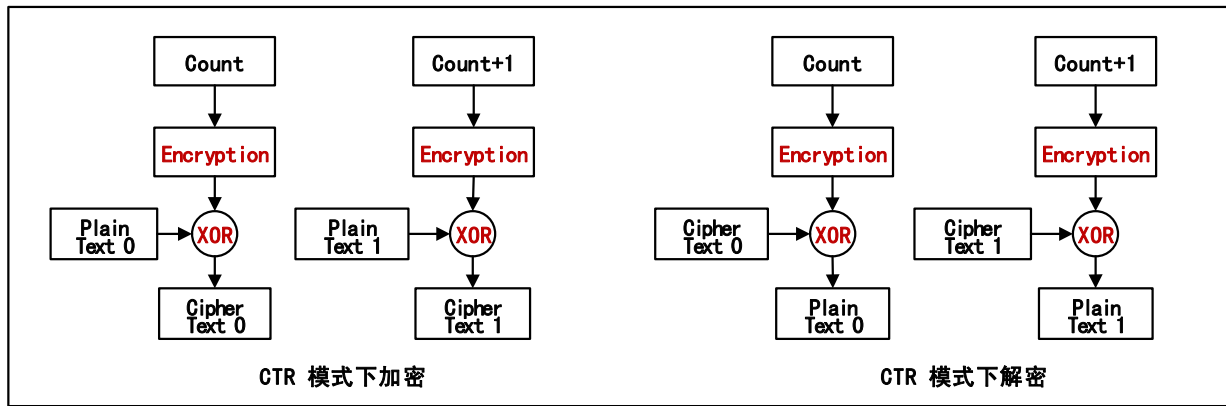 Count
Count+1
Count
Count+1
Encryption
Encryption
Encryption
Encryption
Plain
Text 0
XOR
Plain
Text 1
XOR
Cipher
Text 0
XOR
Cipher
Text 1
XOR
Cipher
Text 0
Cipher
Text 1
Plain
Text 0
Plain
Text 1
CTR 模式下加密
CTR 模式下解密